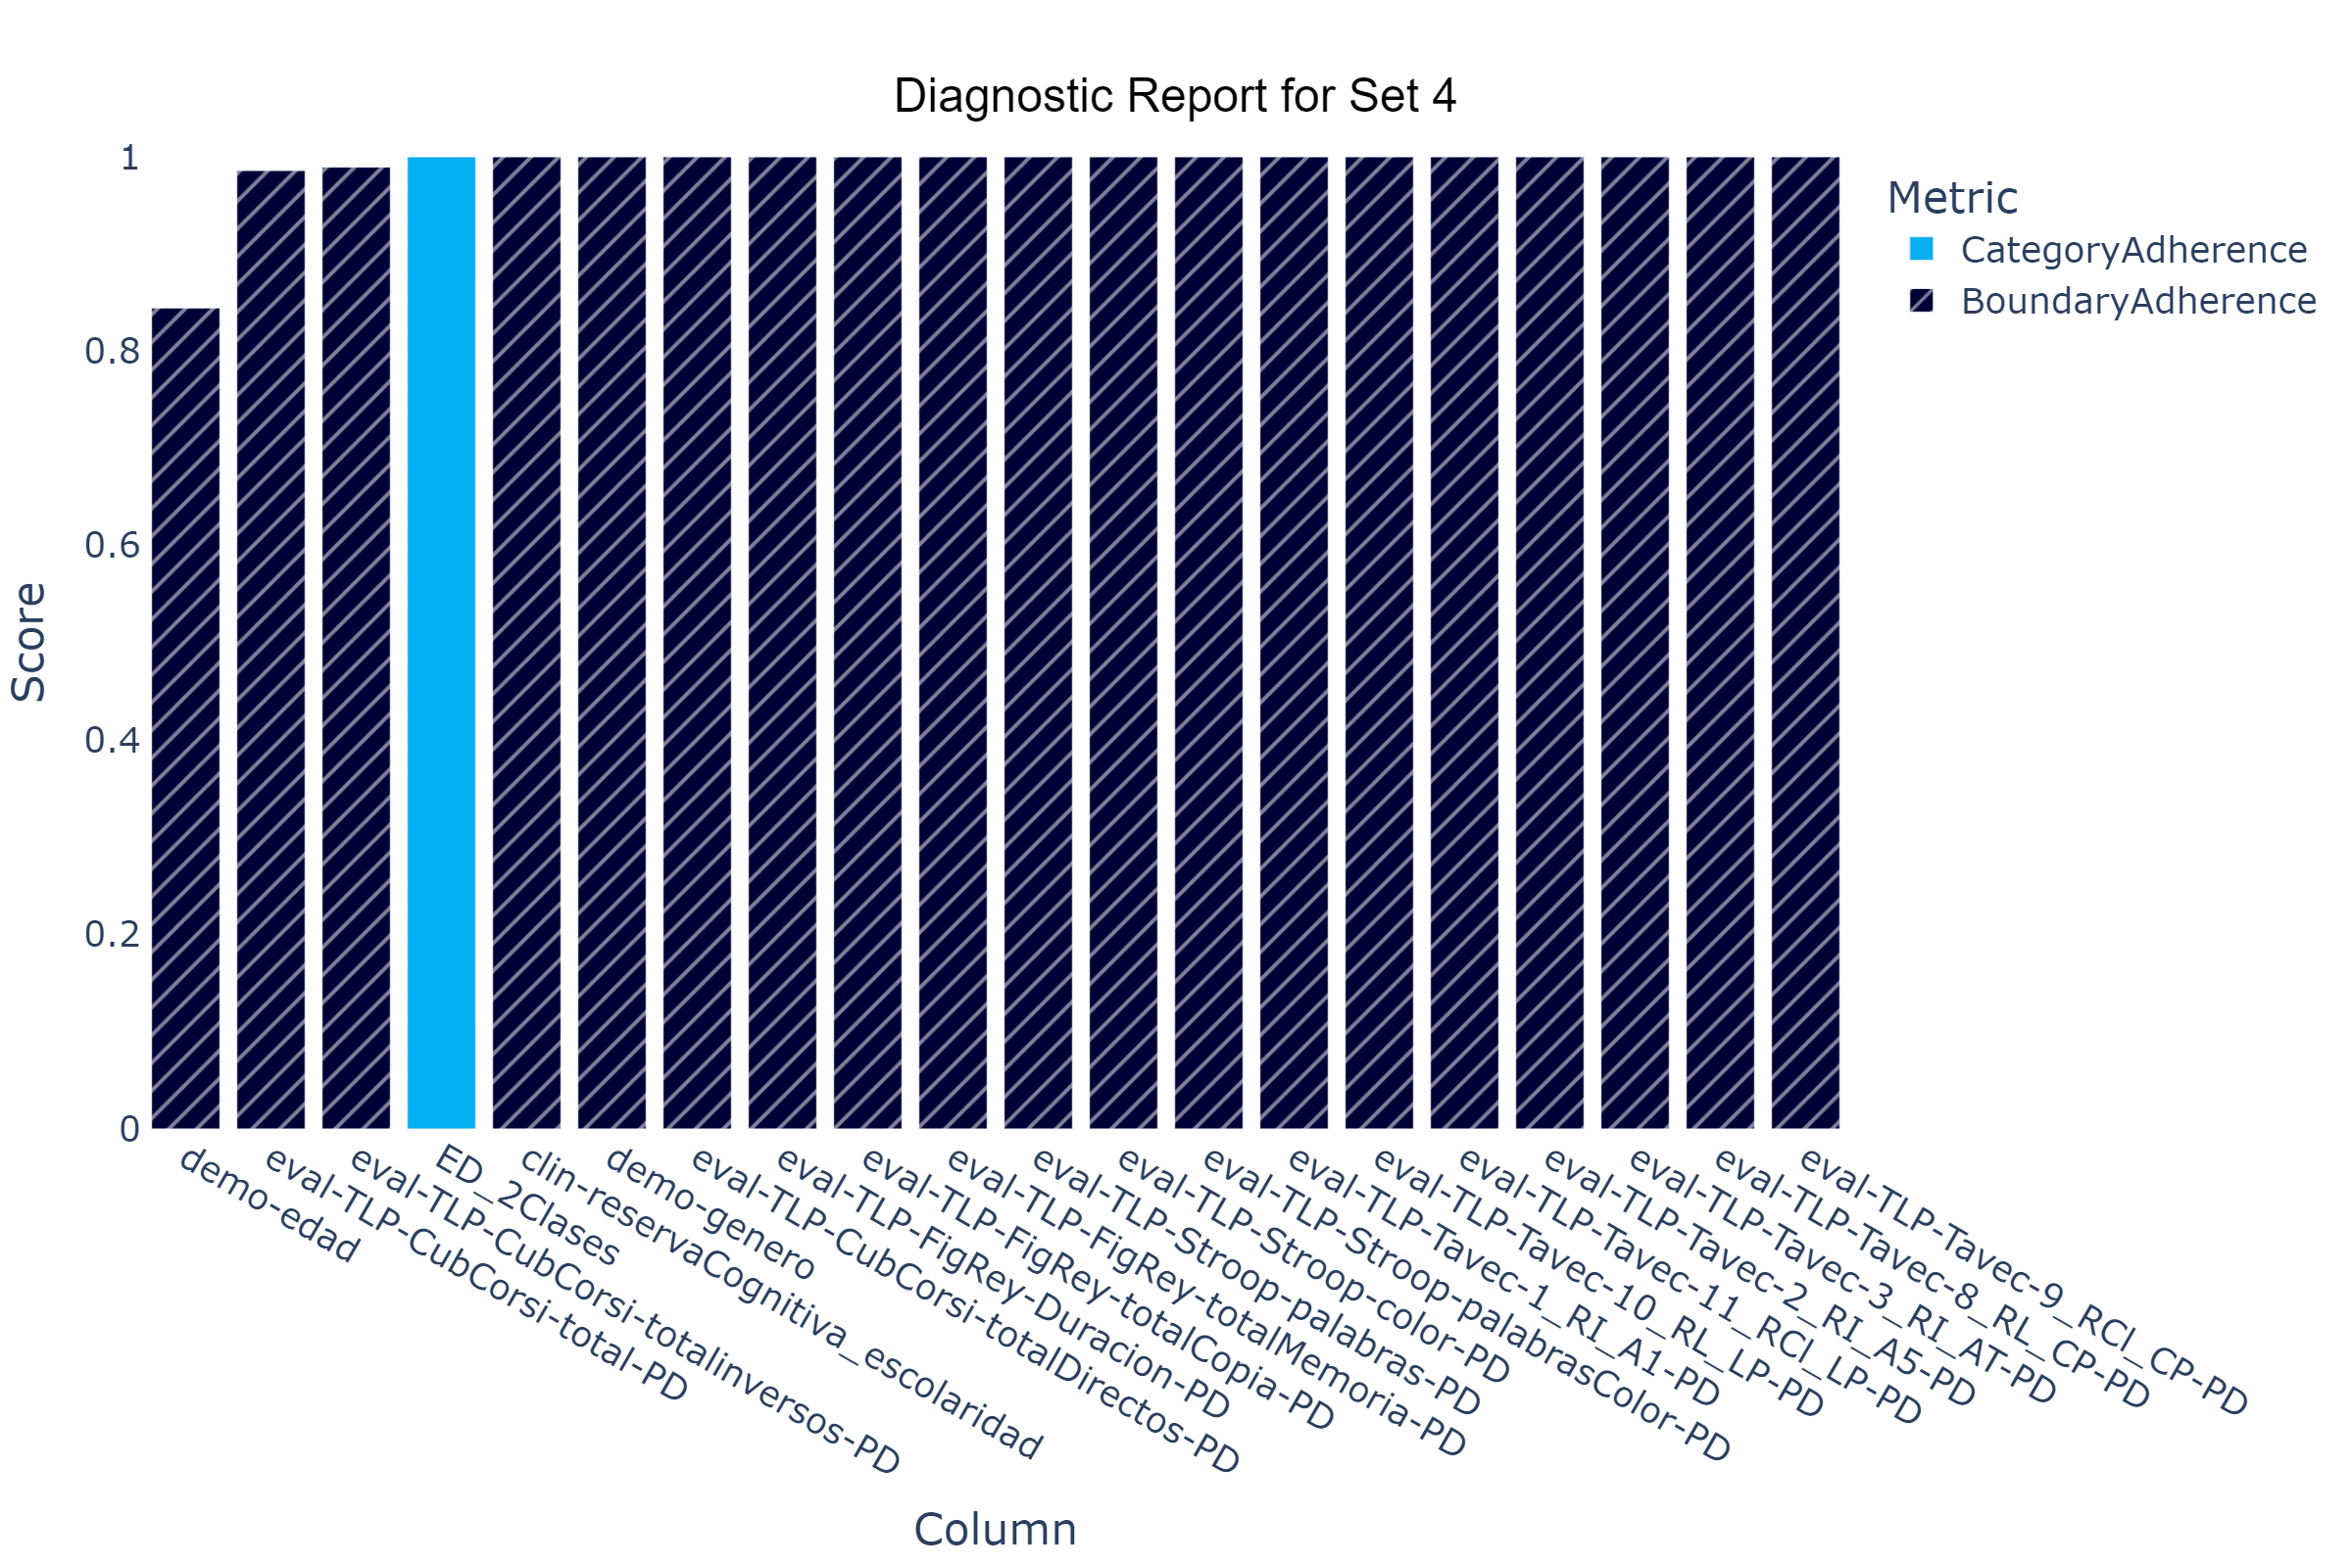 Diagnostic Report for Set 4
1
0.8
0.6
0.4
0.2
0
Score
Metric
CategoryAdherence
BoundaryAdherence
demo-edad
eval-TLP-CubCorsi-total-PD
eval-TLP-CubCorsi-totalinversos-PD
ED_2Clases
clin-reservaCognitiva_escolaridad
demo-genero
eval-TLP-CubCorsi-totalDirectos-PD
eval-TLP-FigRey-Duracion-PD
eval-TLP-FigRey-totalCopia-PD
eval-TLP-FigRey-totalMemoria-PD
eval-TLP-Stroop-palabras-PD
eval-TLP-Stroop-color-PD
eval-TLP-Stroop-palabrasColor-PD
eval-TLP-Tavec-1_RI_A1-PD
eval-TLP-Tavec-10_RL_LP-PD
eval-TLP-Tavec-11_RCl_LP-PD
eval-TLP-Tavec-2_RI_A5-PD
eval-TLP-Tavec-3_RI_AT-PD
eval-TLP-Tavec-8_RL_CP-PD
eval-TLP-Tavec-9_RCl_CP-PD
Column